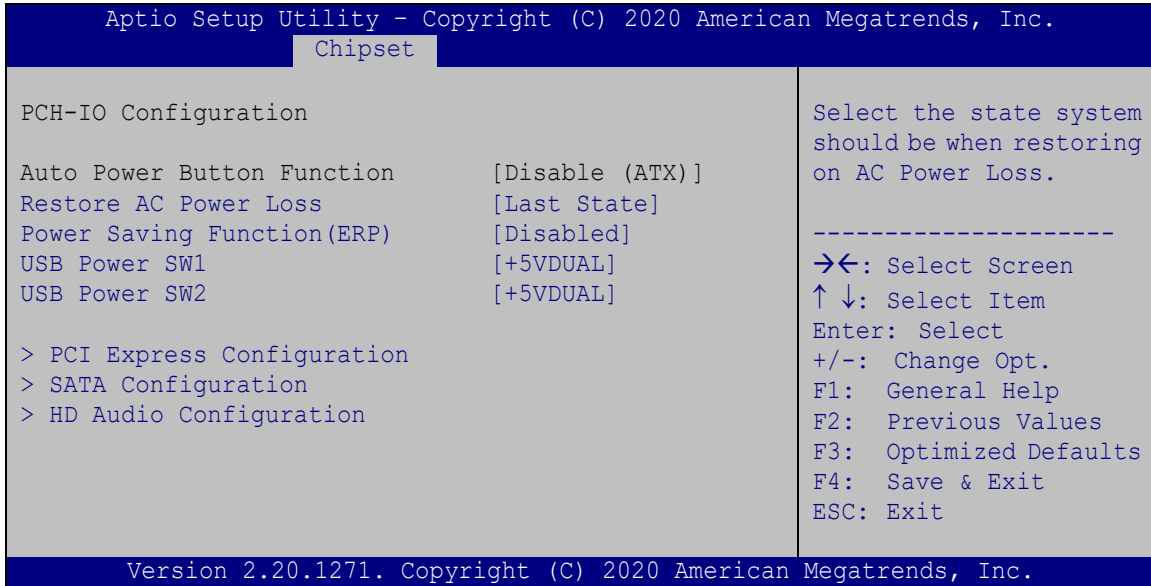 Aptio Setup Utility – Copyright (C) 2020 American Megatrends, Inc.
Chipset
PCH-IO Configuration
Auto Power Button Function [Disable (ATX)]
Restore AC Power Loss [Last State]
Power Saving Function(ERP) [Disabled]
USB Power SW1 [+5VDUAL]
USB Power SW2 [+5VDUAL]
> PCI Express Configuration
> SATA Configuration
> HD Audio Configuration
Select the state system
should be when restoring
on AC Power Loss.
---------------------
→←: Select Screen
↑ ↓: Select Item
Enter: Select
+/-: Change Opt.
F1: General Help
F2: Previous Values
F3: Optimized Defaults
F4: Save & Exit
ESC: Exit
Version 2.20.1271. Copyright (C) 2020 American Megatrends, Inc.